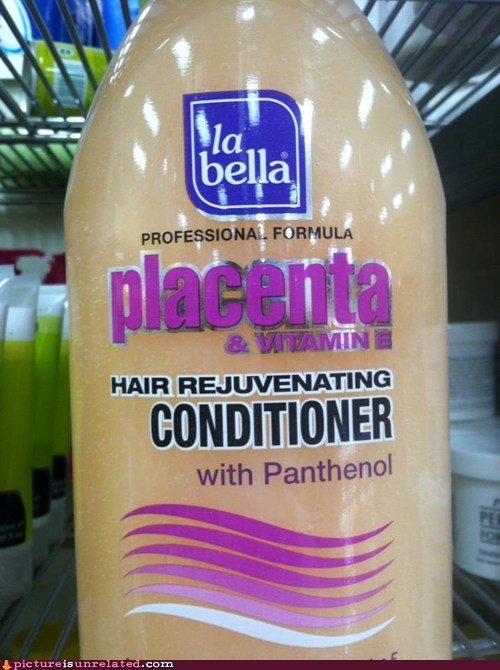 la
bella®
PROFESSIONAL FORMULA
placenta
& VITAMIN E
HAIR REJUVENATING
CONDITIONER
with Panthenol
pictureisunrelated.com